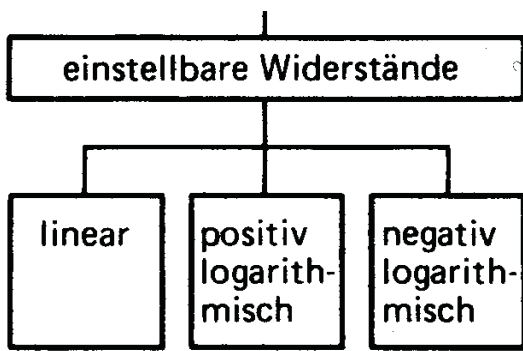 einstellbare Widerstände
linear
positiv
logarith-
misch
negativ
logarith-
misch